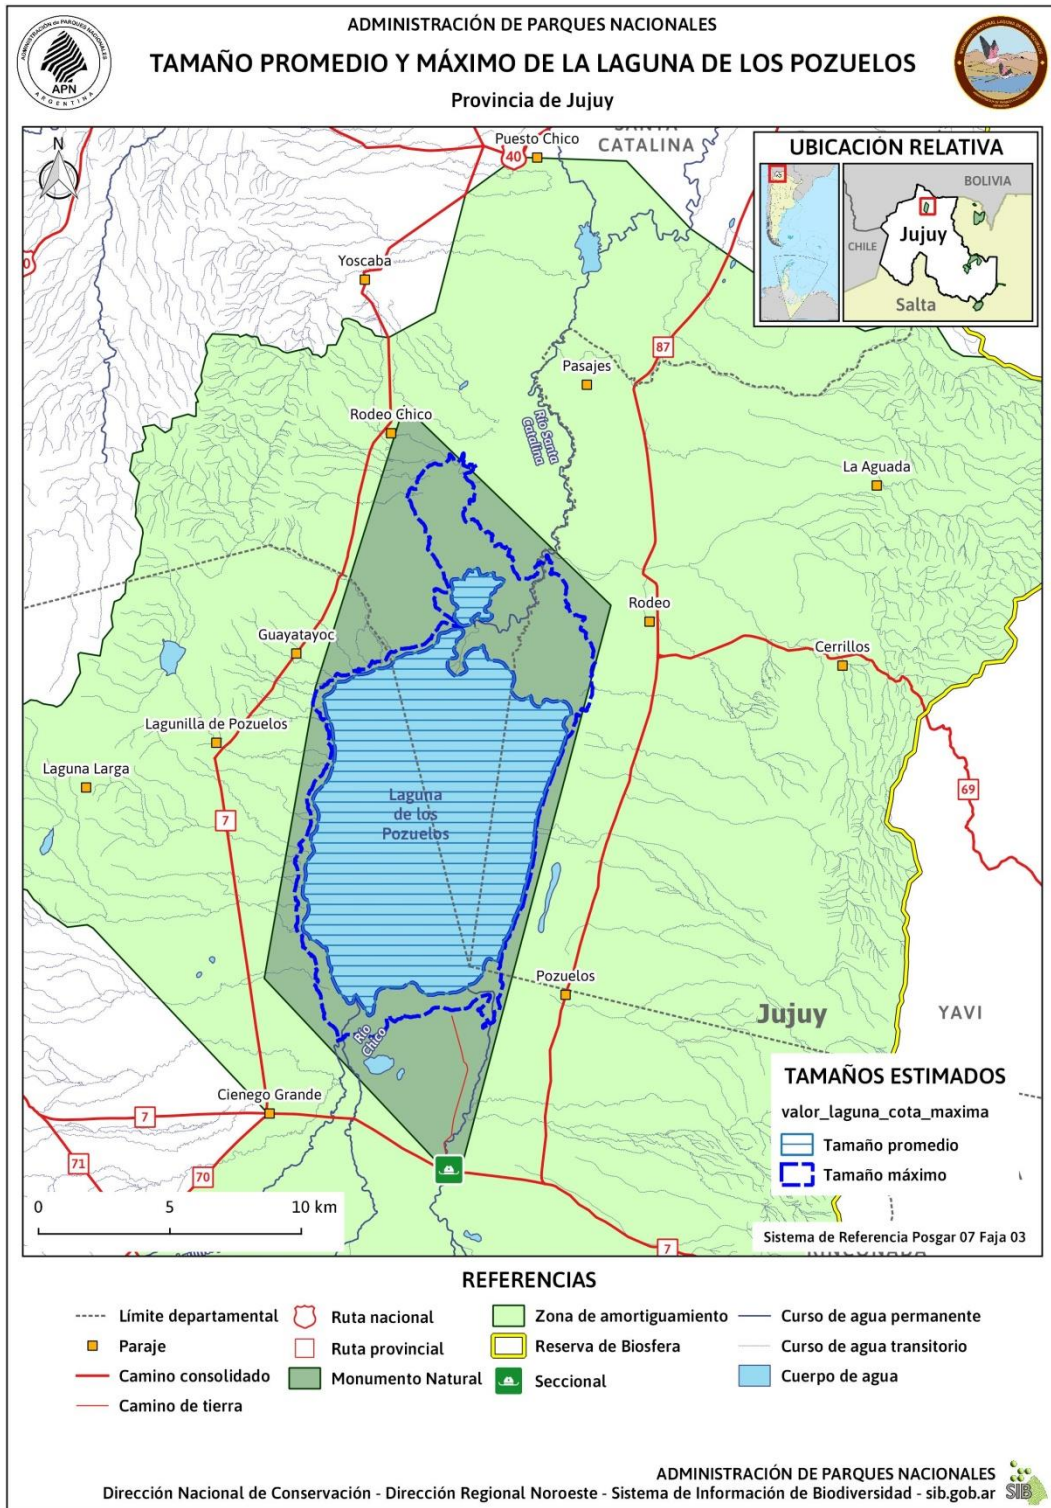 ADMINISTRACIÓN DE PARQUES NACIONALES
TAMAÑO PROMEDIO Y MÁXIMO DE LA LAGUNA DE LOS POZUELOS
Provincia de Jujuy
ADMINISTRACIÓN de PARQUES NACIONALES
APN
ARGENTINA
N
SANTA
CATALINA
Puesto Chico
40
UBICACIÓN RELATIVA
BOLIVIA
CHILE
Jujuy
Salta
Yoscaba
0
87
Pasajes
Río Santa
Catalina
Rodeo Chico
La Aguada
Rodeo
Guayatayoc
Cerrillos
Lagunilla de Pozuelos
Laguna Larga
69
7
Laguna
de los
Pozuelos
Pozuelos
Jujuy
YAVI
Río
Chico
Cienego Grande
7
71
70
7
0 5 10 km
TAMAÑOS ESTIMADOS
valor_laguna_cota_maxima
Tamaño promedio
Tamaño máximo
Sistema de Referencia Posgar 07 Faja 03
RINCONADA
REFERENCIAS
Límite departamental
Paraje
Camino consolidado
Camino de tierra
Ruta nacional
Ruta provincial
Monumento Natural
Zona de amortiguamiento
Reserva de Biosfera
Seccional
Curso de agua permanente
Curso de agua transitorio
Cuerpo de agua
ADMINISTRACIÓN DE PARQUES NACIONALES
Dirección Nacional de Conservación - Dirección Regional Noroeste - Sistema de Información de Biodiversidad - sib.gob.ar
SIB